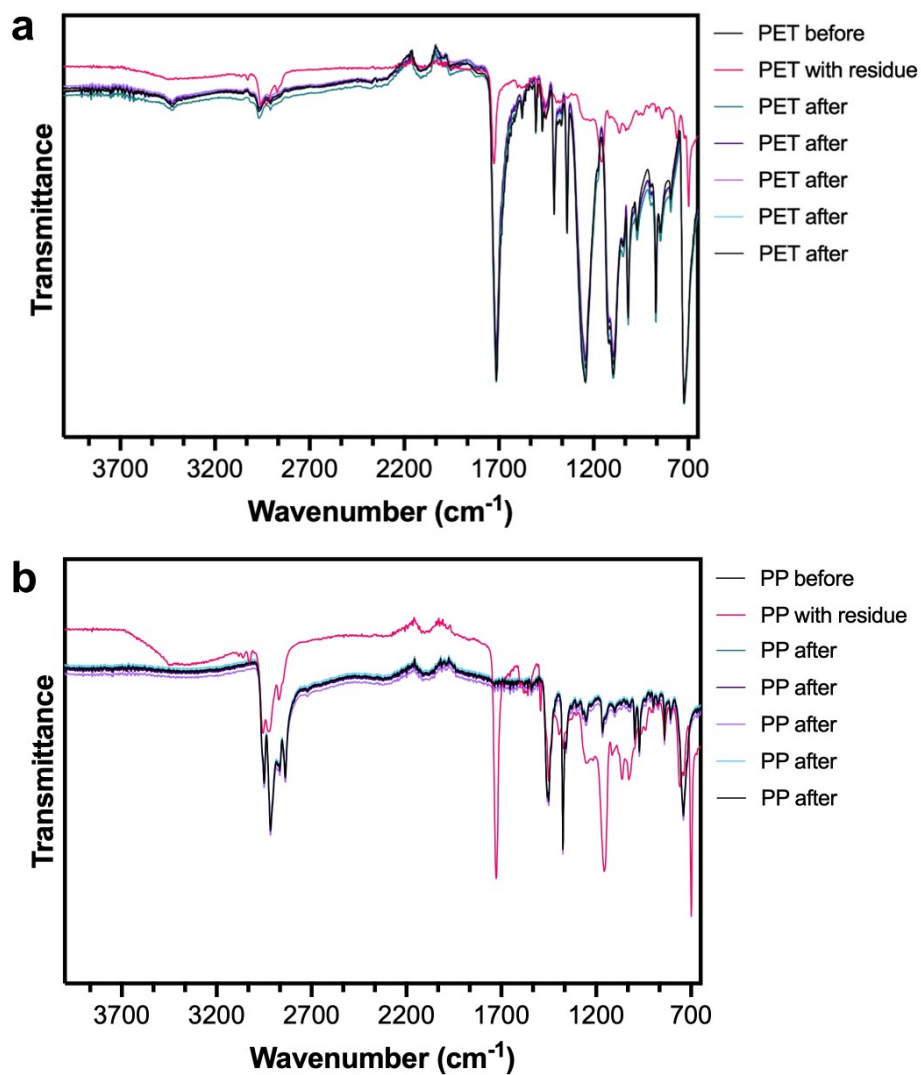 a
PET before
PET with residue
PET after
PET after
PET after
PET after
PET after
Transmittance
3700 3200 2700 2200 1700 1200 700
Wavenumber (cm-1)
b
PP before
PP with residue
PP after
PP after
PP after
PP after
PP after
Transmittance
3700 3200 2700 2200 1700 1200 700
Wavenumber (cm-1)